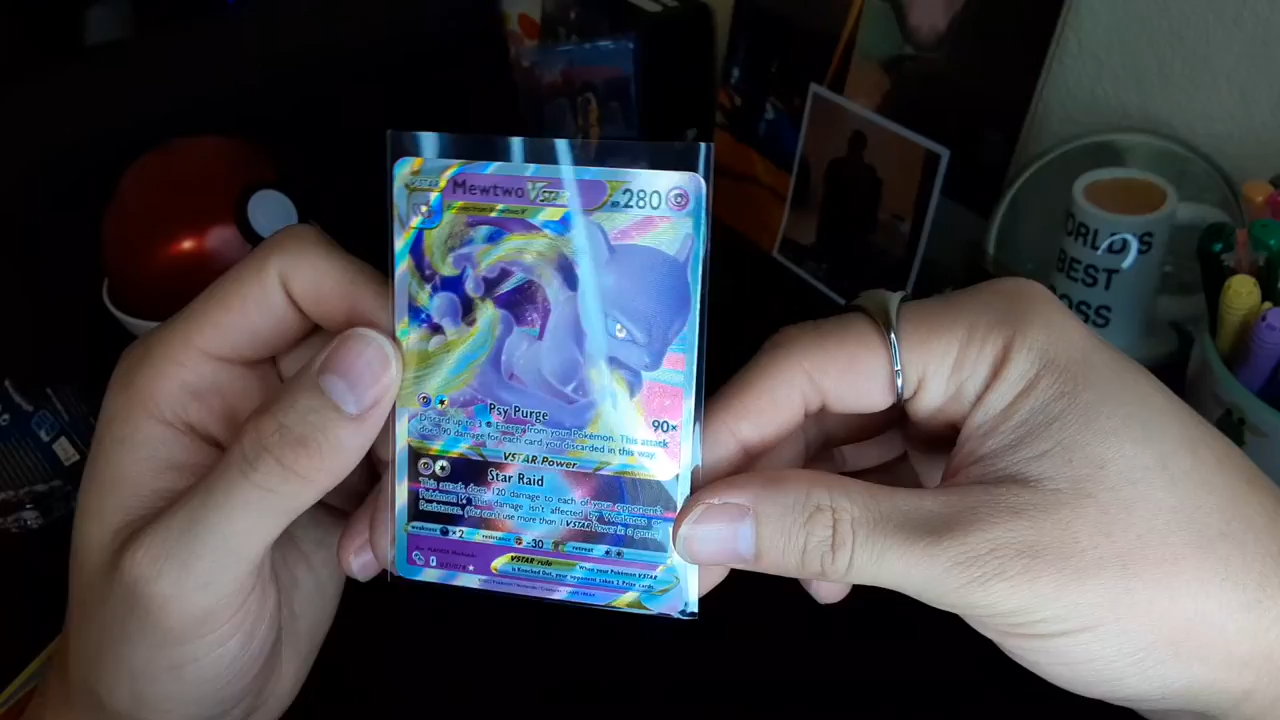 VSTAR
Mewtwo VSTAR 280
Psy Purge
90×
Discard up to 3 Energy from your Pokémon. This attack
does 90 damage for each card you discarded in this way.
VSTAR Power
Star Raid
This attack does 120 damage to each of your opponent's
Pokémon V. This damage isn't affected by Weakness or
Resistance. (You can't use more than 1 VSTAR Power in a game.)
weakness ×2 resistance -30 retreat
VSTAR rule
When your Pokémon VSTAR
is Knocked Out, your opponent takes 2 Prize cards.
ORLD'S
BEST
OSS